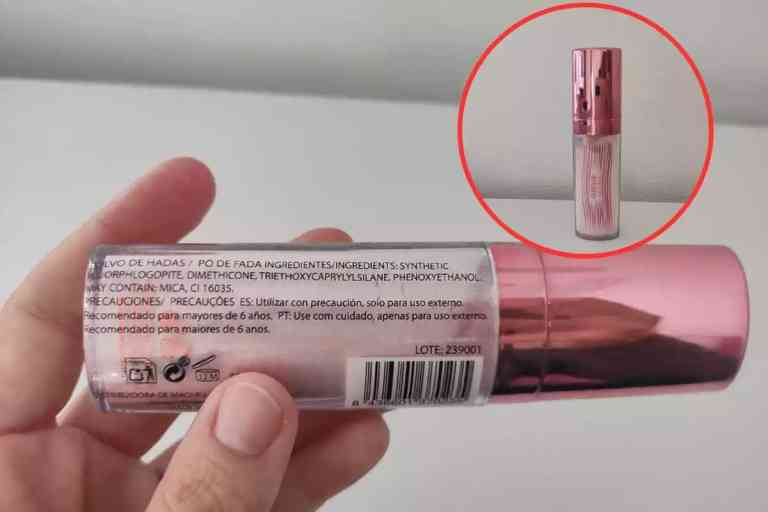 POLVO DE HADAS / PO DE FADA INGREDIENTES/INGREDIENTS: SYNTHETIC
FLUORPHLOGOPITE, DIMETHICONE, TRIETHOXYCAPRYLYLSILANE, PHENOXYETHANOL.
MAY CONTAIN: MICA, CI 16035.
PRECAUCIONES/ PRECAUÇÕES ES: Utilizar con precaución, solo para uso externo.
Recomendado para mayores de 6 años. PT: Use com cuidado, apenas para uso externo.
Recomendado para maiores de 6 anos.
LOTE: 239001